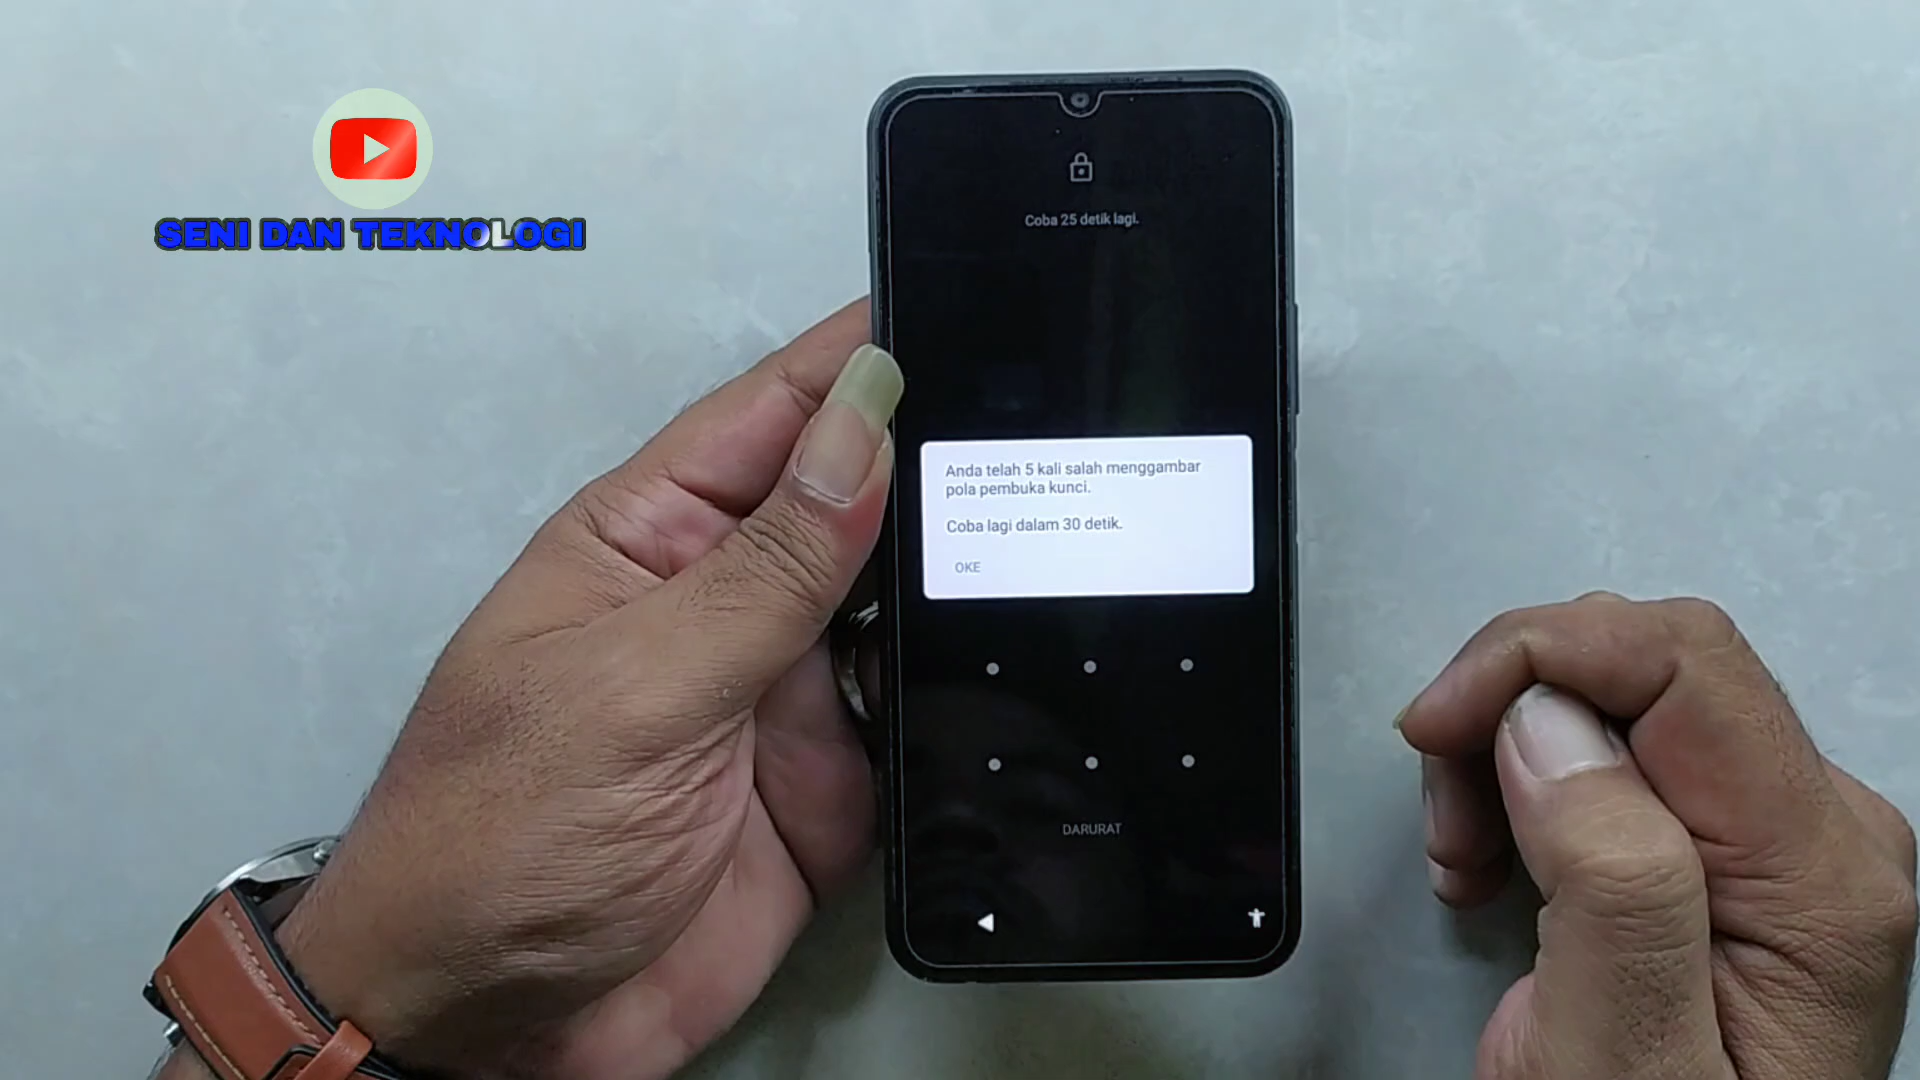 SENI DAN TEKNOLOGI
Coba 25 detik lagi.
Anda telah 5 kali salah menggambar
pola pembuka kunci.
Coba lagi dalam 30 detik.
OKE
DARURAT